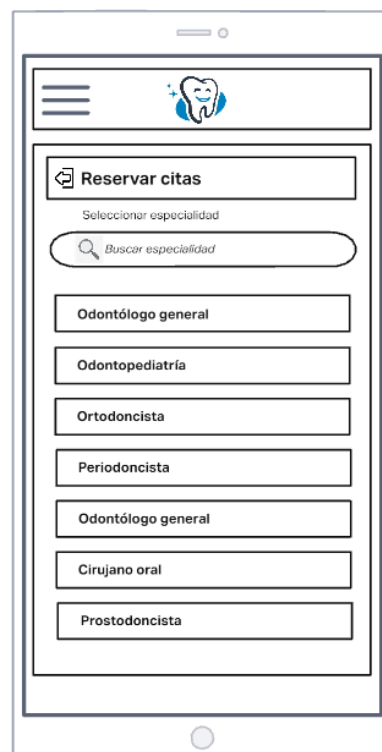 Reservar citas
Seleccionar especialidad
Buscar especialidad
Odontólogo general
Odontopediatría
Ortodoncista
Periodoncista
Odontólogo general
Cirujano oral
Prostodoncista